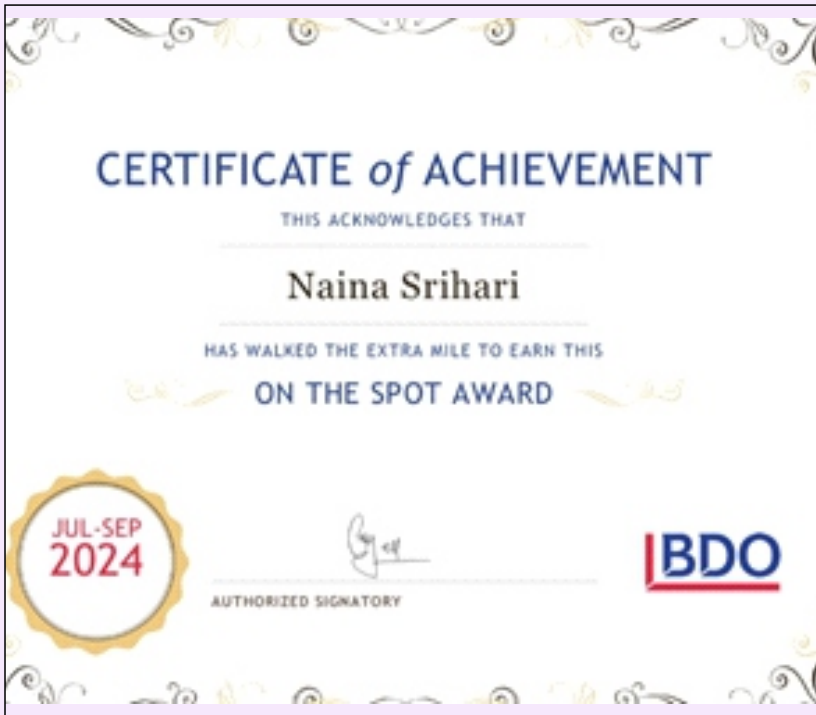 CERTIFICATE of ACHIEVEMENT
THIS ACKNOWLEDGES THAT
Naina Srihari
HAS WALKED THE EXTRA MILE TO EARN THIS
ON THE SPOT AWARD
JUL-SEP
2024
AUTHORIZED SIGNATORY
BDO